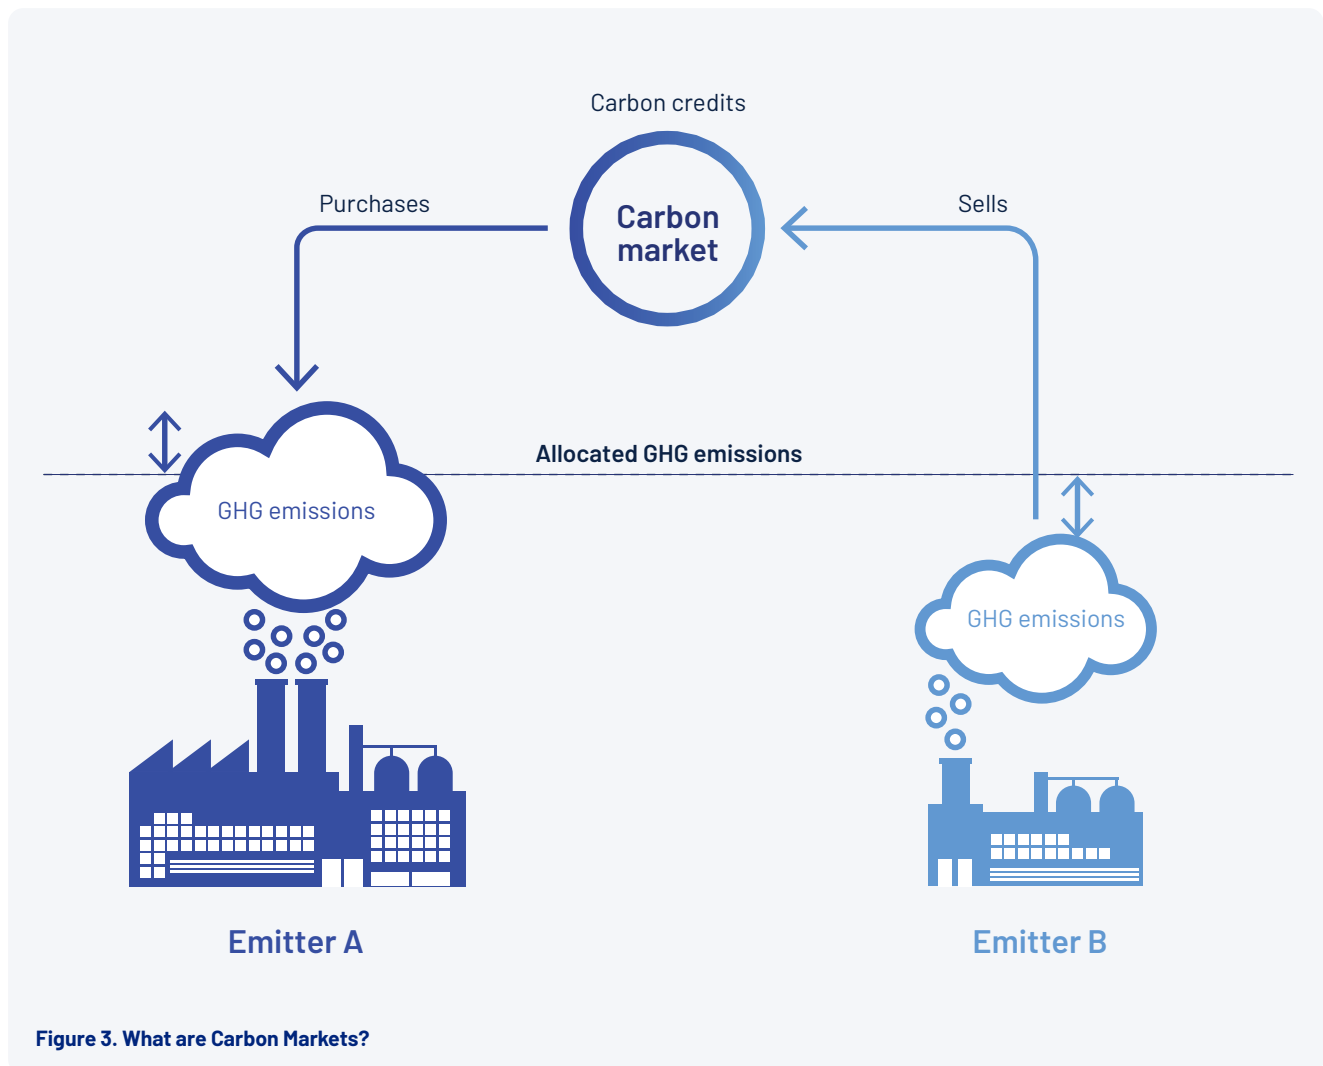 Carbon credits
Purchases
Carbon
market
Sells
Allocated GHG emissions
GHG emissions
GHG emissions
Emitter A
Emitter B
Figure 3. What are Carbon Markets?